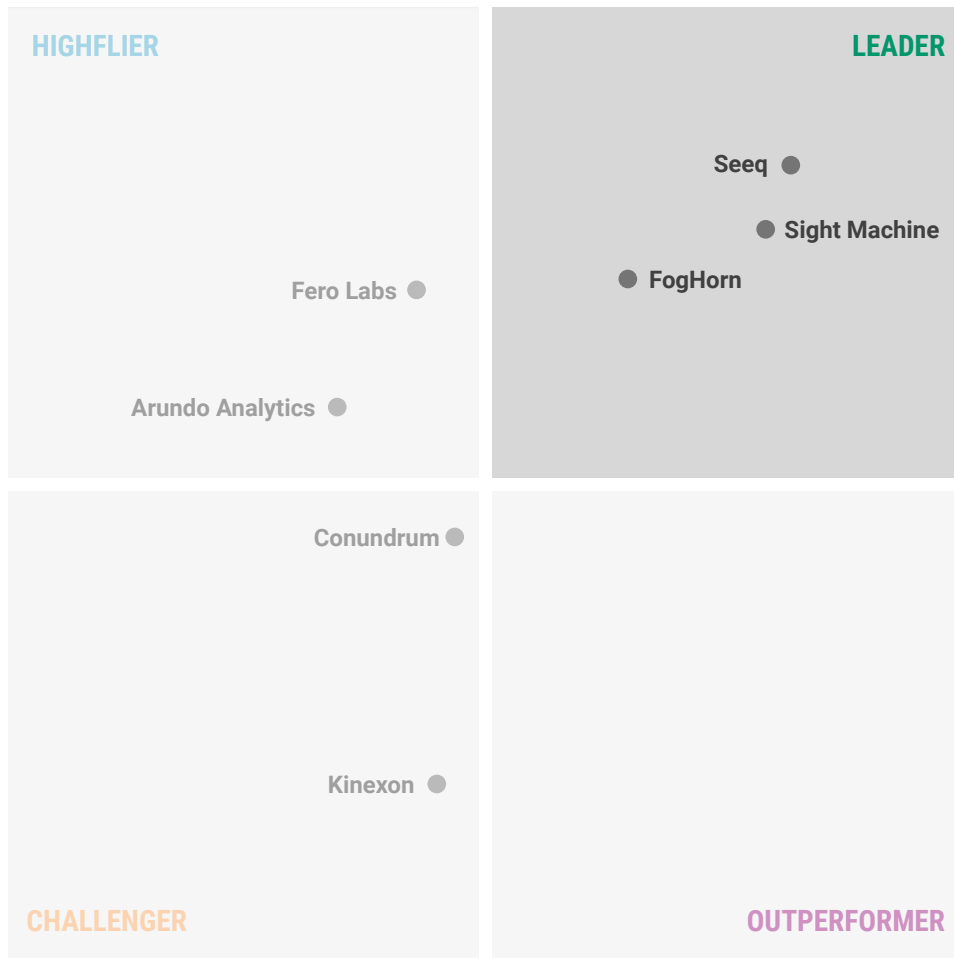 HIGHFLIER
LEADER
Seeq
Sight Machine
FogHorn
Fero Labs
Arundo Analytics
Conundrum
Kinexon
CHALLENGER
OUTPERFORMER